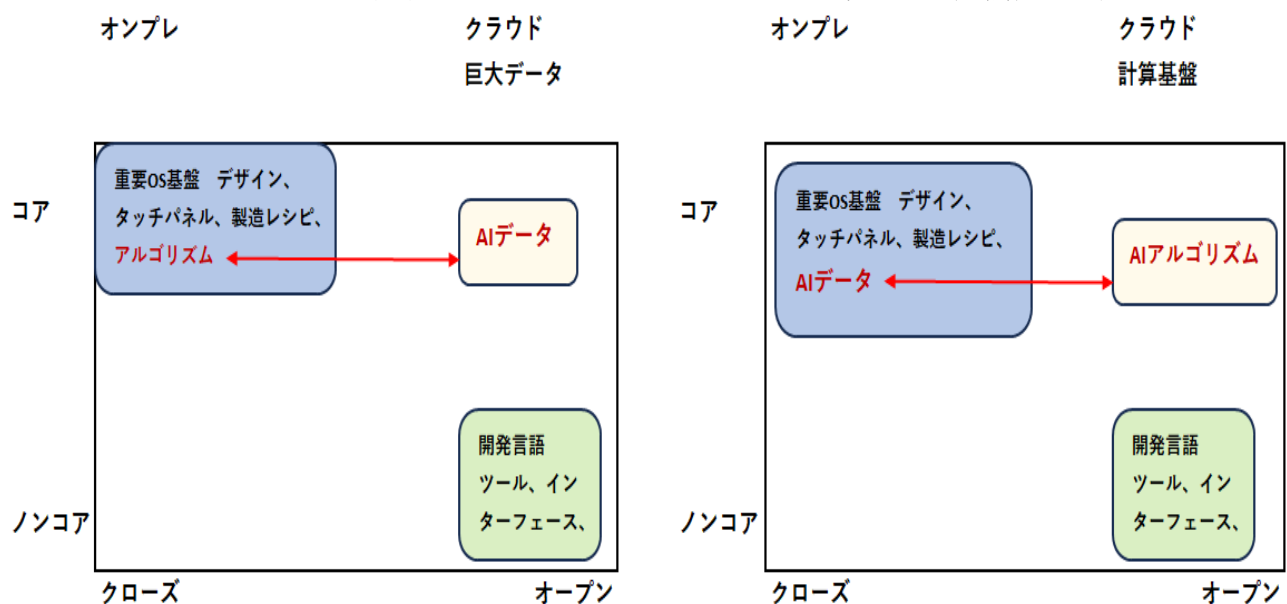 オンプレ
クラウド
巨大データ
コア
重要OS基盤 デザイン、
タッチパネル、製造レシピ、
アルゴリズム
AIデータ
開発言語
ツール、イン
ターフェース、
ノンコア
クローズ
オープン
オンプレ
クラウド
計算基盤
コア
重要OS基盤 デザイン、
タッチパネル、製造レシピ、
AIデータ
AIアルゴリズム
開発言語
ツール、イン
ターフェース、
ノンコア
クローズ
オープン